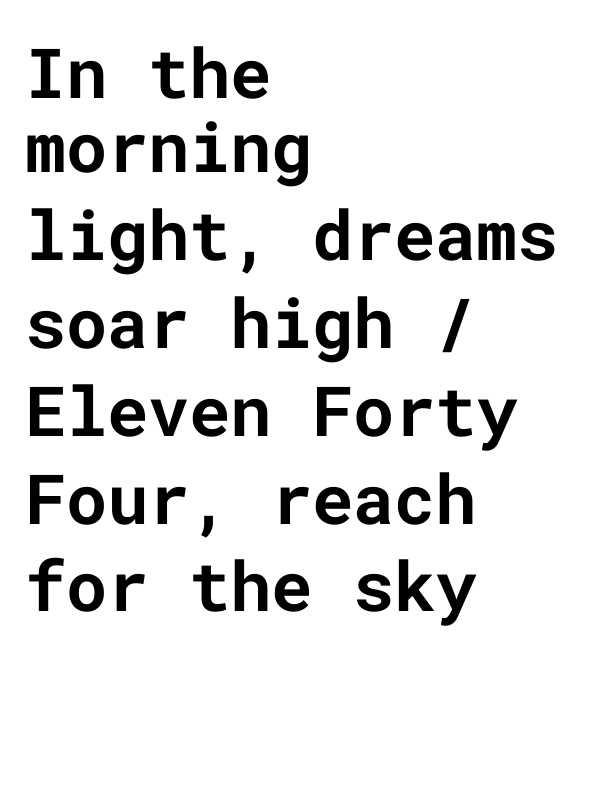 In the
morning
light, dreams
soar high /
Eleven Forty
Four, reach
for the sky